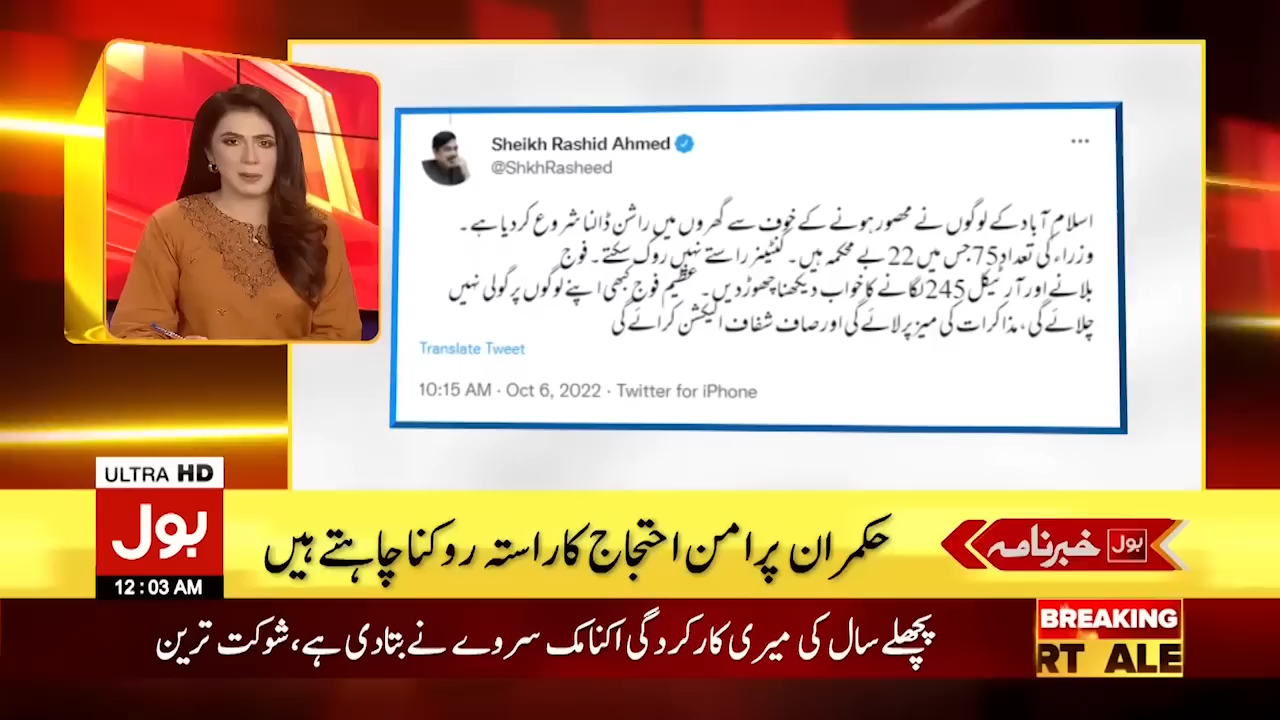 Sheikh Rashid Ahmed
@ShkhRasheed
اسلام آباد کے لوگوں نے محصور ہونے کے خوف سے گھروں میں راشن ڈالنا شروع کر دیا ہے۔
وزراء کی تعداد 75 جس میں 22 بے محکمہ ہیں۔ کنٹینر راستے نہیں روک سکتے۔ فوج
بلانے اور آرٹیکل 245 لگانے کا خواب دیکھنا چھوڑ دیں۔ عظیم فوج کبھی اپنے لوگوں پر گولی نہیں
چلائے گی، مذاکرات کی میز پر لائے گی اور صاف شفاف الیکشن کرائے گی
Translate Tweet
10:15 AM · Oct 6, 2022 · Twitter for iPhone
ULTRA HD
بول
12:03 AM
حکمران پر امن احتجاج کا راستہ روکنا چاہتے ہیں
بول خبرنامہ
پچھلے سال کی میری کارکردگی اکنامک سروے نے بتادی ہے، شوکت ترین
BREAKING
RT ALE